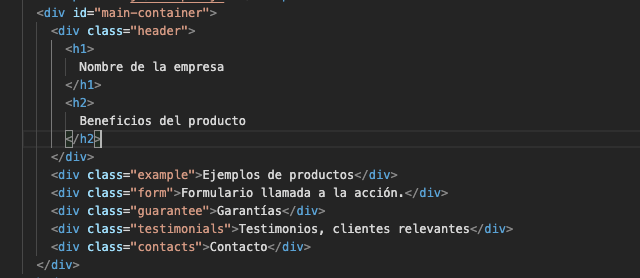 <div id="main-container">
<div class="header">
<h1>
Nombre de la empresa
</h1>
<h2>
Beneficios del producto
</h2>
</div>
<div class="example">Ejemplos de productos</div>
<div class="form">Formulario llamada a la acción.</div>
<div class="guarantee">Garantías</div>
<div class="testimonials">Testimonios, clientes relevantes</div>
<div class="contacts">Contacto</div>
</div>